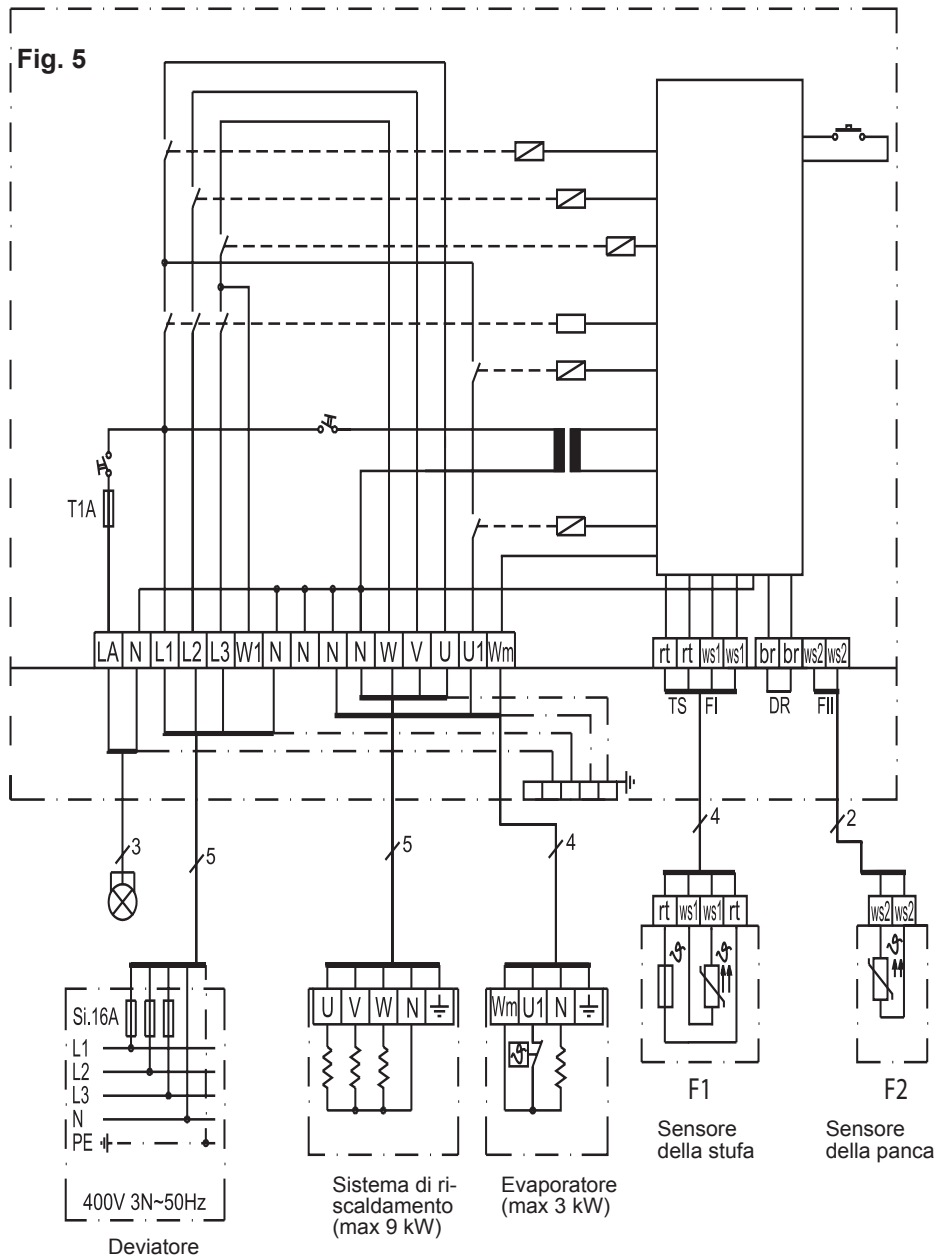 Fig. 5
T1A
LA N L1 L2 L3 W1 N N N N W V U U1 Wm
rt rt ws1 ws1 br br ws2 ws2
TS FI DR FII
3
5
5
4
4
2
rt ws1 ws1 rt
ws2 ws2
ϑ
ϑ
ϑ
Si.16A
L1
L2
L3
N
PE
400V 3N~50Hz
Deviatore
U V W N
Sistema di ri-
scaldamento
(max 9 kW)
Wm U1 N
ϑ
Evaporatore
(max 3 kW)
F1
Sensore
della stufa
F2
Sensore
della panca